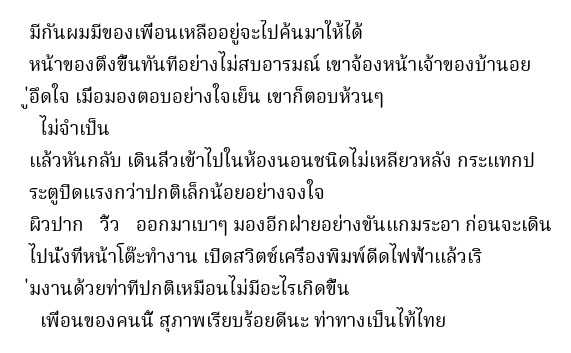 มีกันผมมีของเพื่อนเหลืออยู่จะไปค้นมาให้ได้
หน้าของตึงขึ้นทันทีอย่างไม่สบอารมณ์ เขาจ้องหน้าเจ้าของบ้านอย
ู่อึดใจ เมื่อมองตอบอย่างใจเย็น เขาก็ตอบห้วนๆ
ไม่จำเป็น
แล้วหันกลับ เดินลิ่วเข้าไปในห้องนอนชนิดไม่เหลียวหลัง กระแทกป
ระตูปิดแรงกว่าปกติเล็กน้อยอย่างจงใจ
ผิวปาก วี้ว ออกมาเบาๆ มองอีกฝ่ายอย่างขันแกมระอา ก่อนจะเดิน
ไปนั่งที่หน้าโต๊ะทำงาน เปิดสวิตช์เครื่องพิมพ์ดีดไฟฟ้าแล้วเริ
่มงานด้วยท่าทีปกติเหมือนไม่มีอะไรเกิดขึ้น
เพื่อนของคนนี้ สุภาพเรียบร้อยดีนะ ท่าทางเป็นไท้ไทย